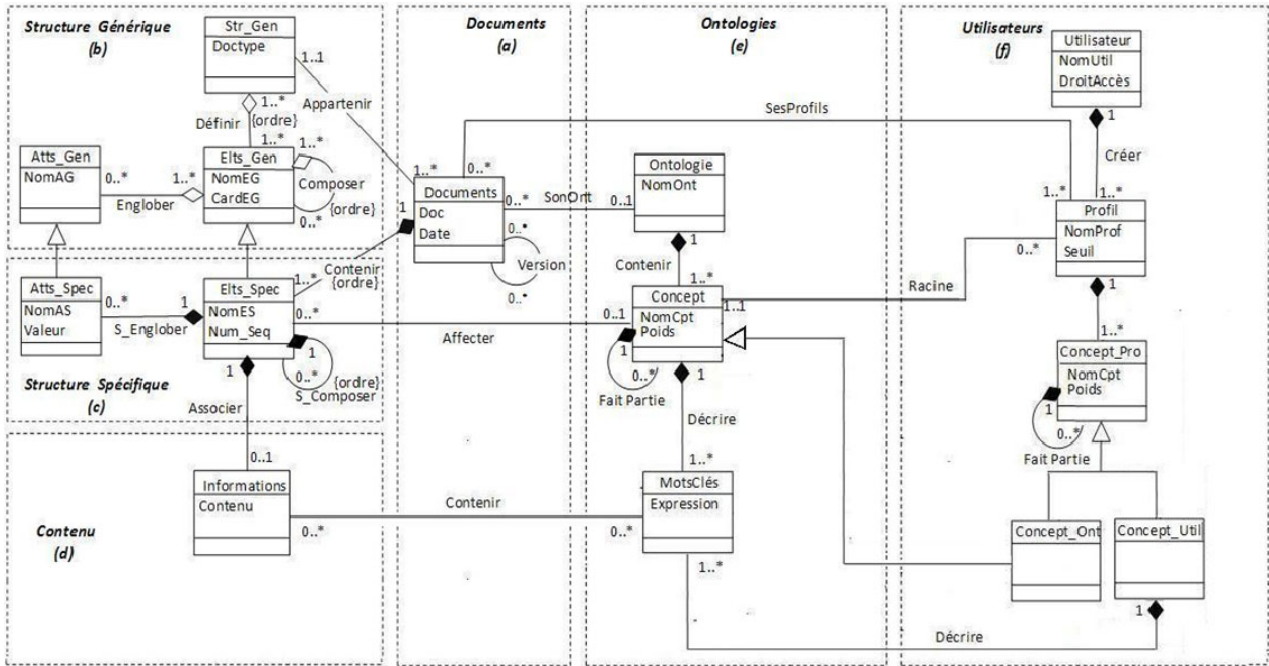 Structure Générique
(b)
Str_Gen
Doctype
1..1
Appartenir
1..*
{ordre}
Définir
1..*
1..*
Atts_Gen
NomAG
0..*
1..*
Englober
Elts_Gen
NomEG
CardEG
Composer
{ordre}
0..*
Documents
(a)
1..*
0..*
Documents
Doc
Date
1
0..*
SonOnt
0..1
0..*
Version
0..*
Contenir
{ordre}
1..*
Ontologies
(e)
SesProfils
Ontologie
NomOnt
1
Contenir
1..*
Utilisateurs
(f)
Utilisateur
NomUtil
DroitAccès
1
Créer
1..*
1..*
Profil
NomProf
Seuil
0..*
1
Racine
1..1
Atts_Spec
NomAS
Valeur
0..*
1
S_Englober
Elts_Spec
NomES
Num_Seq
0..*
1
0..*
{ordre}
S_Composer
1
Structure Spécifique
(c)
Associer
0..1
Affecter
0..1
Concept
NomCpt
Poids
1
0..*
Fait Partie
1
Décrire
1..*
1..*
Concept_Pro
NomCpt
Poids
1
0..*
Fait Partie
Contenu
(d)
Informations
Contenu
0..*
Contenir
0..*
MotsClés
Expression
1..*
Concept_Ont
Concept_Util
1
Décrire